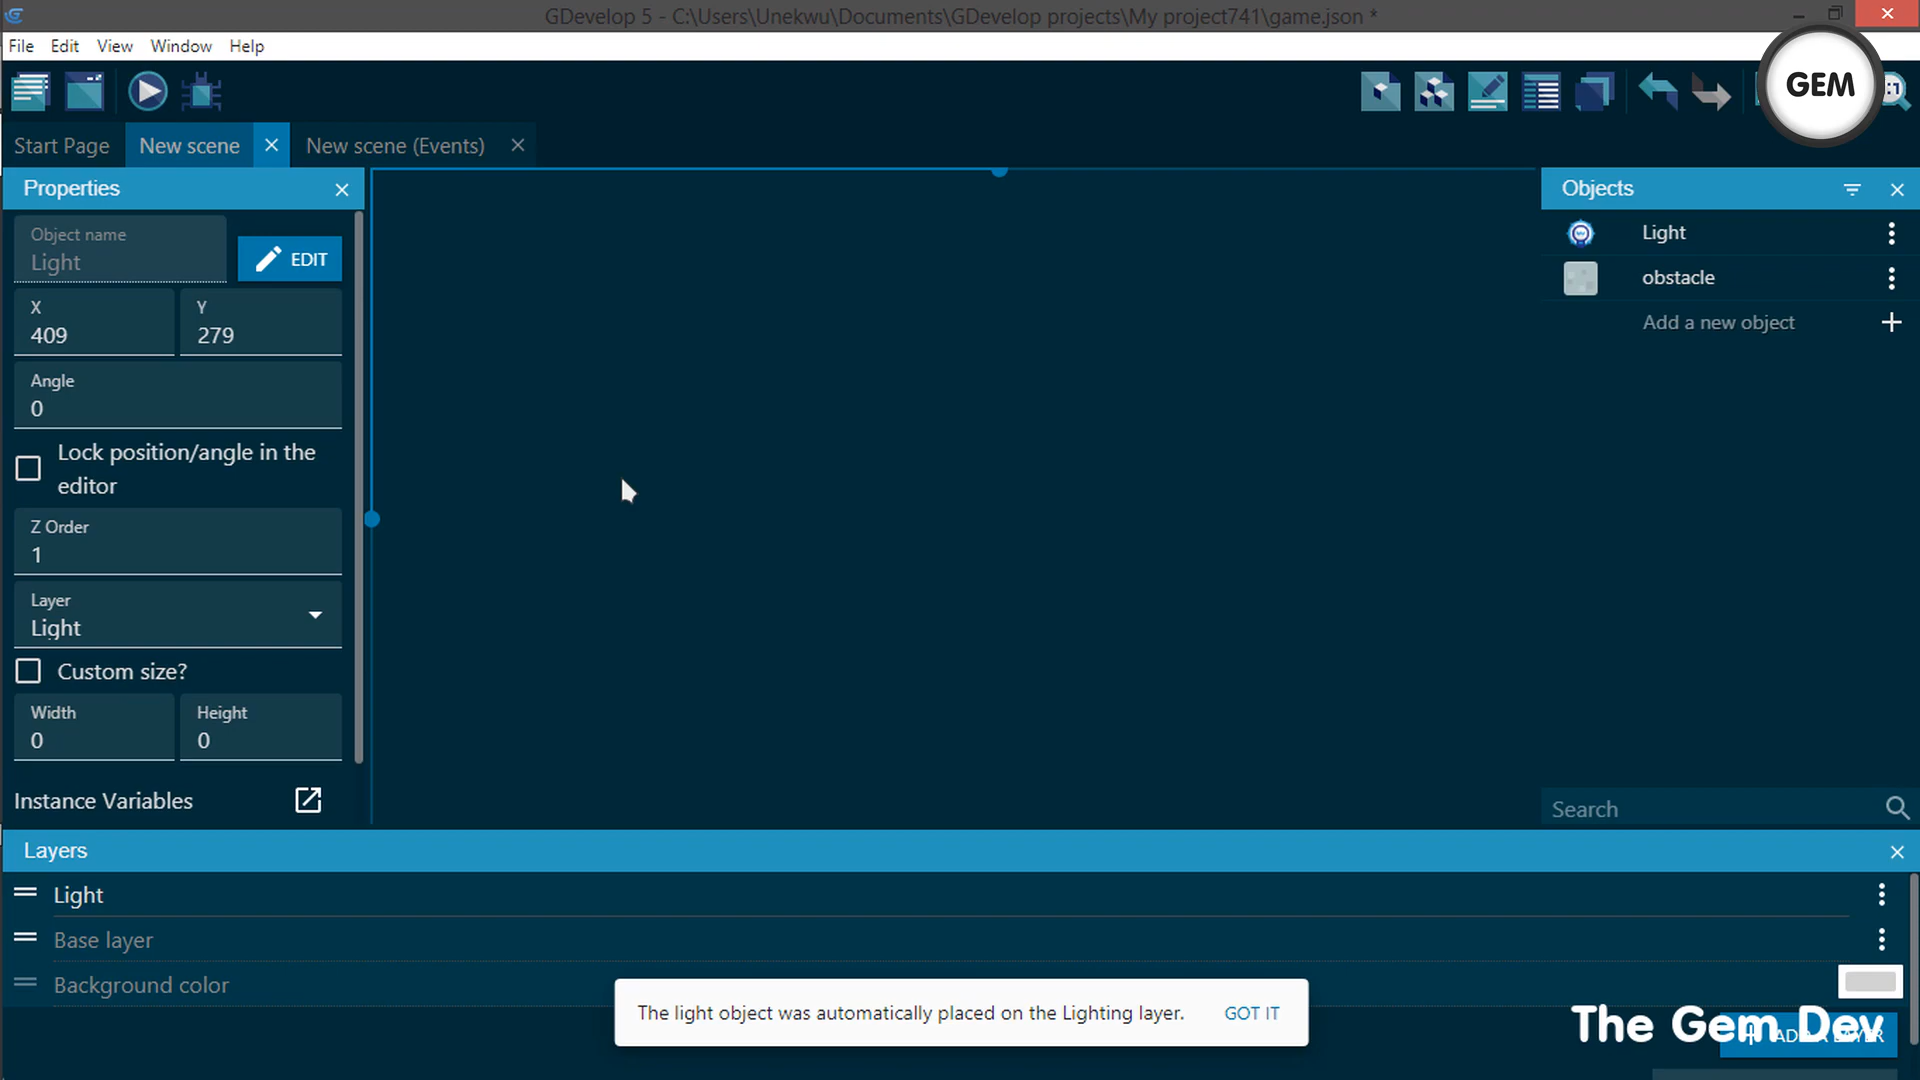 GDevelop 5 - C:\Users\Unekwu\Documents\GDevelop projects\My project741\game.json *
File Edit View Window Help
GEM
:1
Start Page New scene New scene (Events)
Properties
Objects
Object name
Light
EDIT
Light
obstacle
Add a new object
X
409
Y
279
Angle
0
Lock position/angle in the
editor
Z Order
1
Layer
Light
Custom size?
Width
0
Height
0
Instance Variables
Search
Layers
Light
Base layer
Background color
The light object was automatically placed on the Lighting layer. GOT IT
The Gem Dev
ADD A LAYER